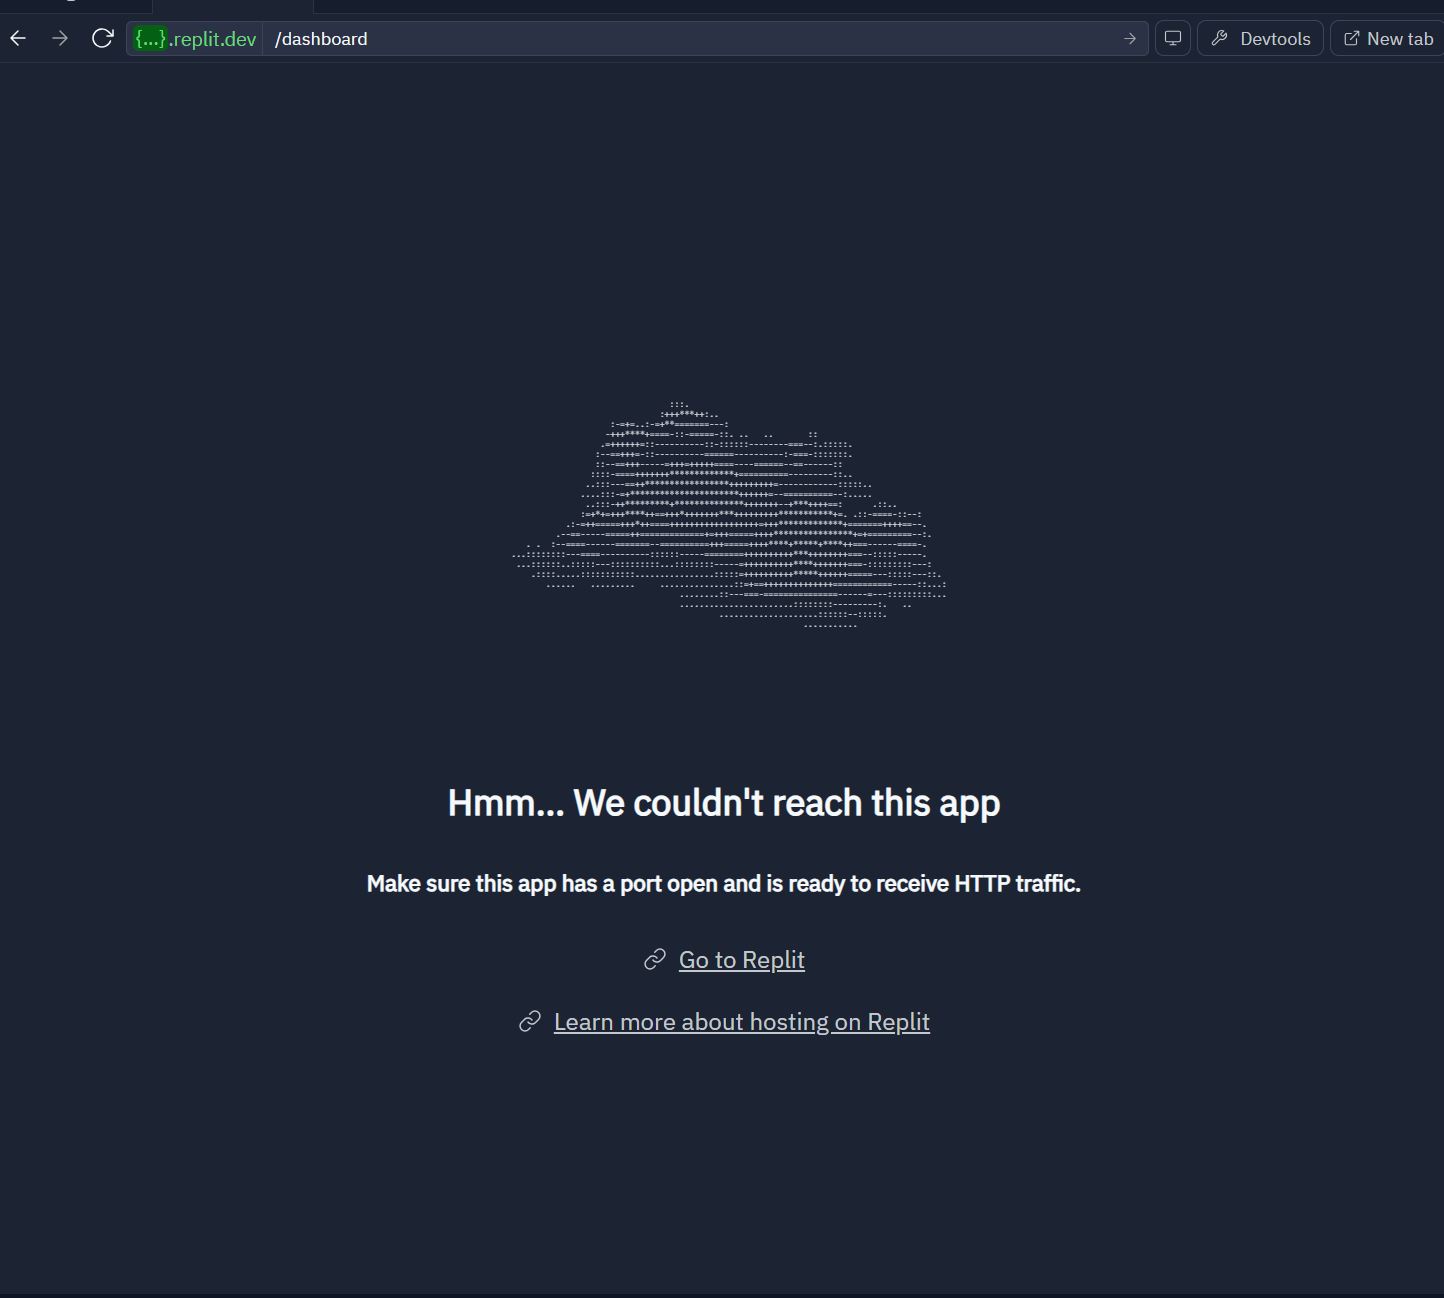 {...}.replit.dev /dashboard Devtools New tab
Hmm... We couldn't reach this app
Make sure this app has a port open and is ready to receive HTTP traffic.
Go to Replit
Learn more about hosting on Replit